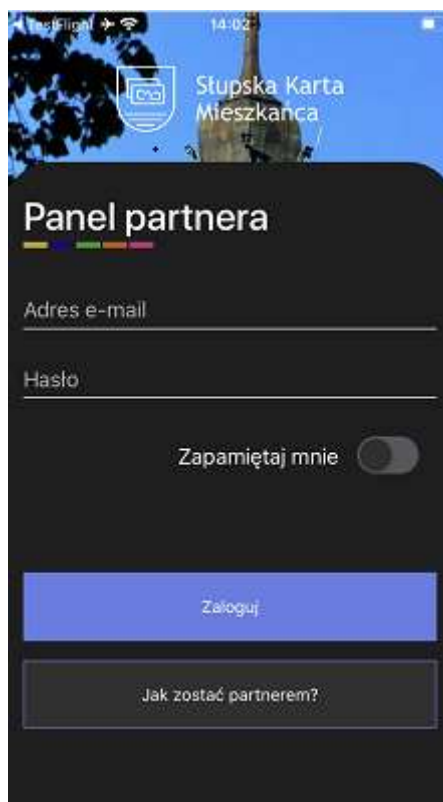 TestFlight
14:02
Słupska Karta
Mieszkańca
Panel partnera
Adres e-mail
Hasło
Zapamiętaj mnie
Zaloguj
Jak zostać partnerem?